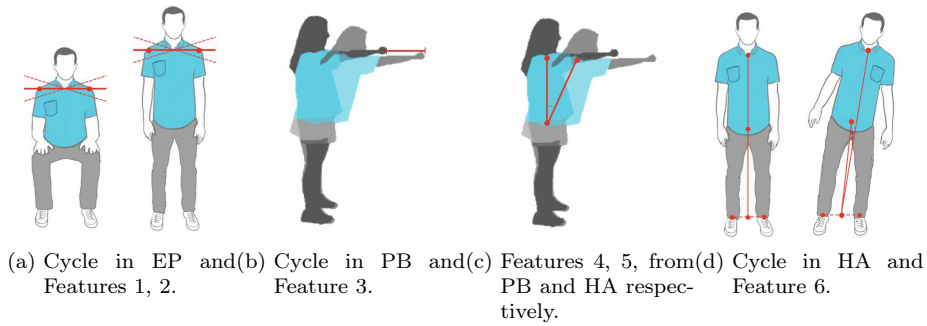 (a) Cycle in EP and
Features 1, 2.
(b) Cycle in PB and
Feature 3.
(c) Features 4, 5, from
PB and HA respec-
tively.
(d) Cycle in HA and
Feature 6.